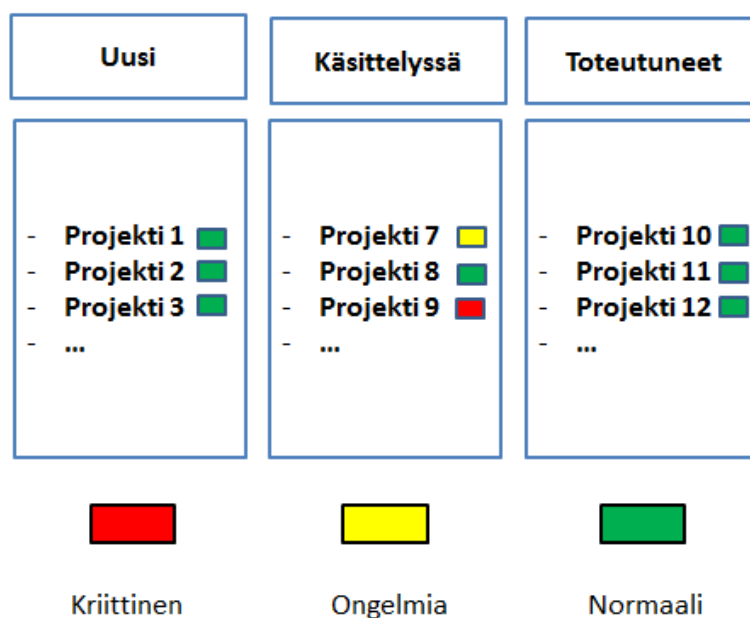 Uusi
Käsittelyssä
Toteutuneet
- Projekti 1
- Projekti 2
- Projekti 3
- ...
- Projekti 7
- Projekti 8
- Projekti 9
- ...
- Projekti 10
- Projekti 11
- Projekti 12
- ...
Kriittinen
Ongelmia
Normaali